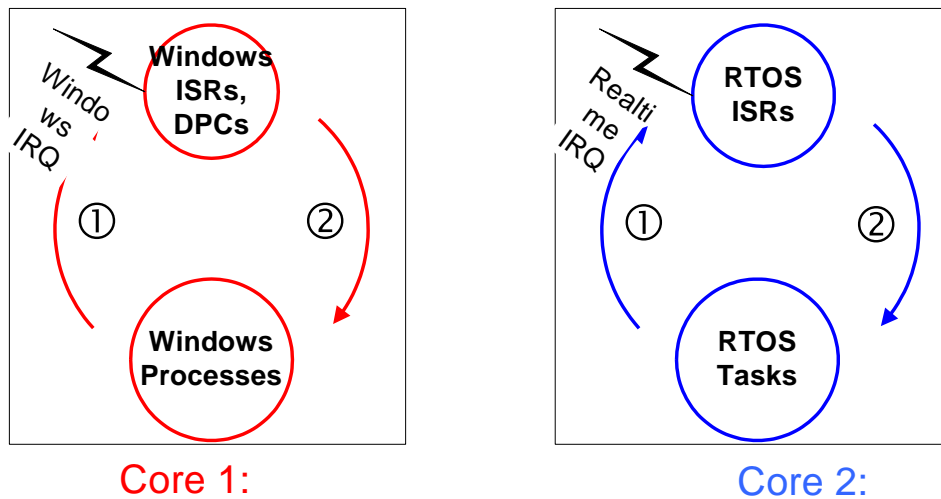 Windows
ISRs,
DPCs
Windo
ws
IRQ
①
②
Windows
Processes
Core 1:
RTOS
ISRs
Realti
me
IRQ
①
②
RTOS
Tasks
Core 2: